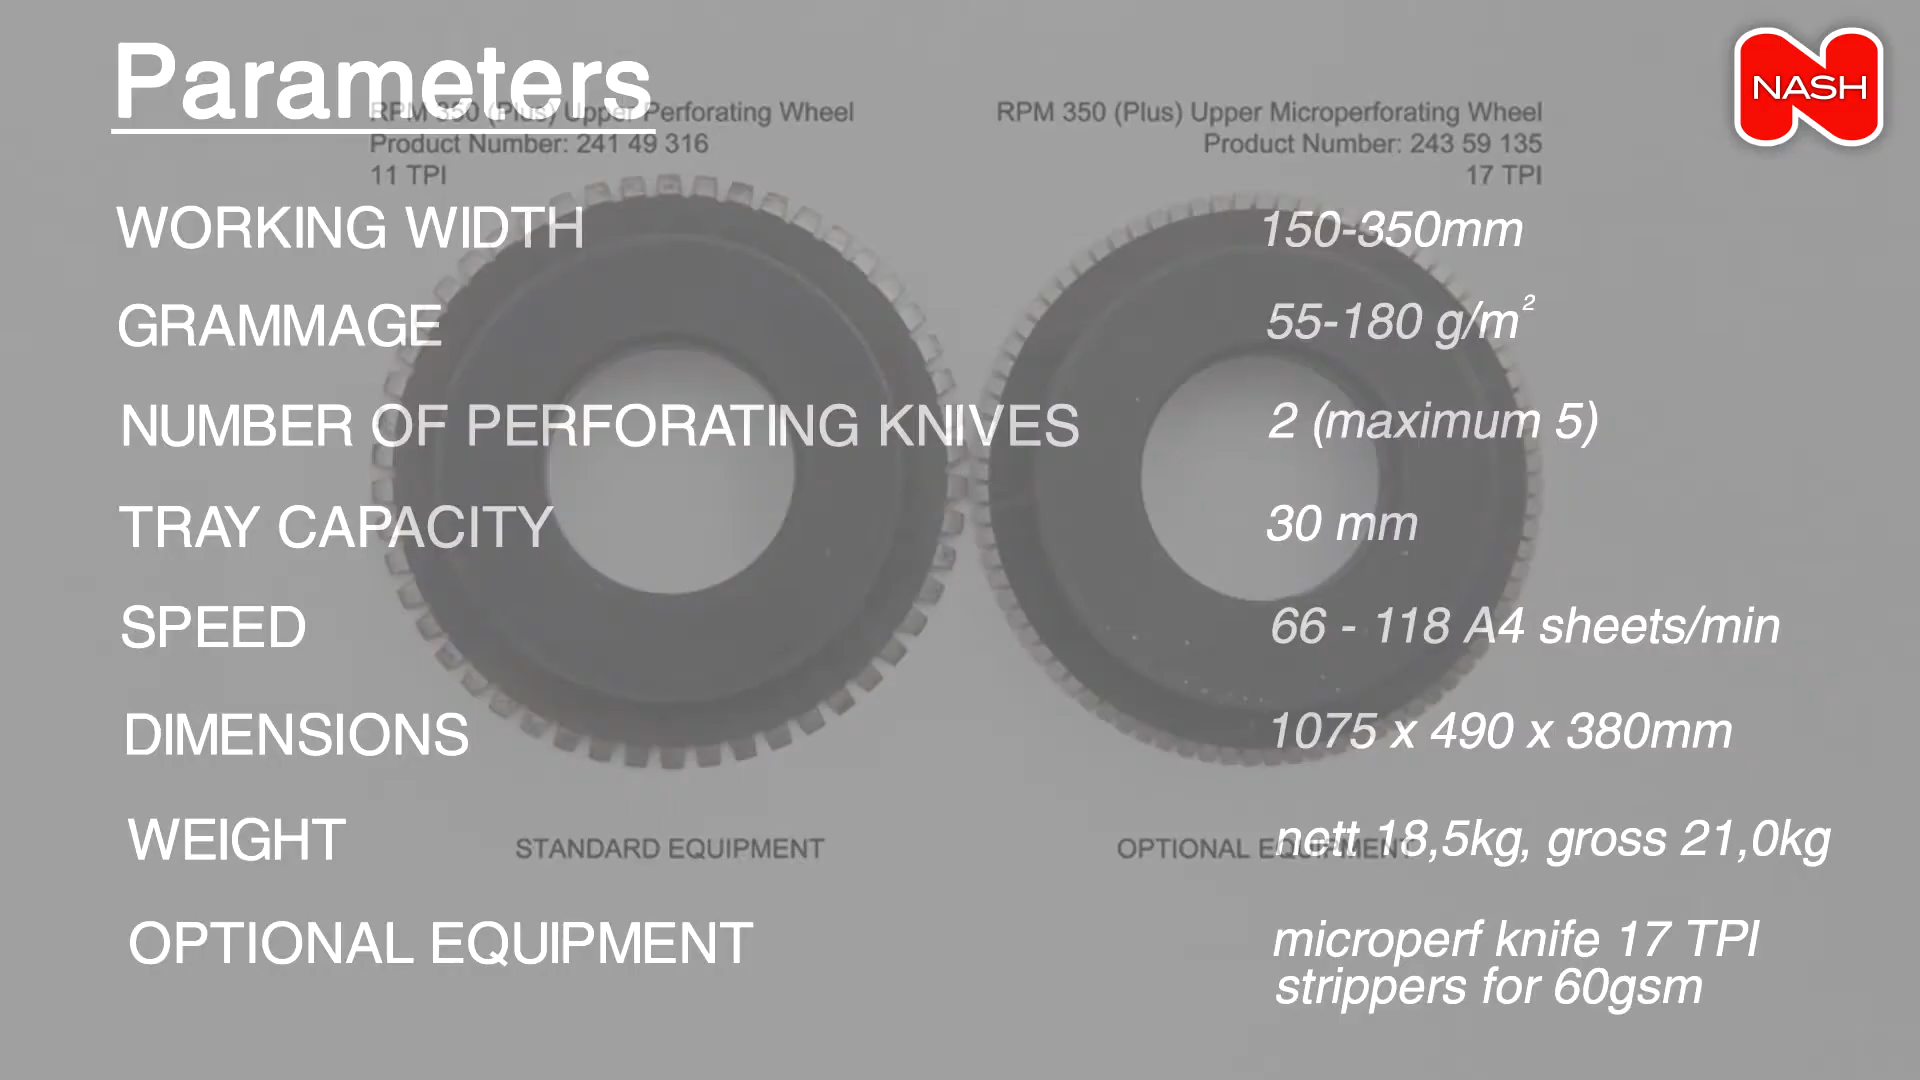 Parameters
NASH
RPM 350 (Plus) Upper Perforating Wheel
Product Number: 241 49 316
11 TPI
RPM 350 (Plus) Upper Microperforating Wheel
Product Number: 243 59 135
17 TPI
WORKING WIDTH 150-350mm
GRAMMAGE 55-180 g/m²
NUMBER OF PERFORATING KNIVES 2 (maximum 5)
TRAY CAPACITY 30 mm
SPEED 66 - 118 A4 sheets/min
DIMENSIONS 1075 x 490 x 380mm
WEIGHT nett 18,5kg, gross 21,0kg
STANDARD EQUIPMENT
OPTIONAL EQUIPMENT
OPTIONAL EQUIPMENT microperf knife 17 TPI
strippers for 60gsm